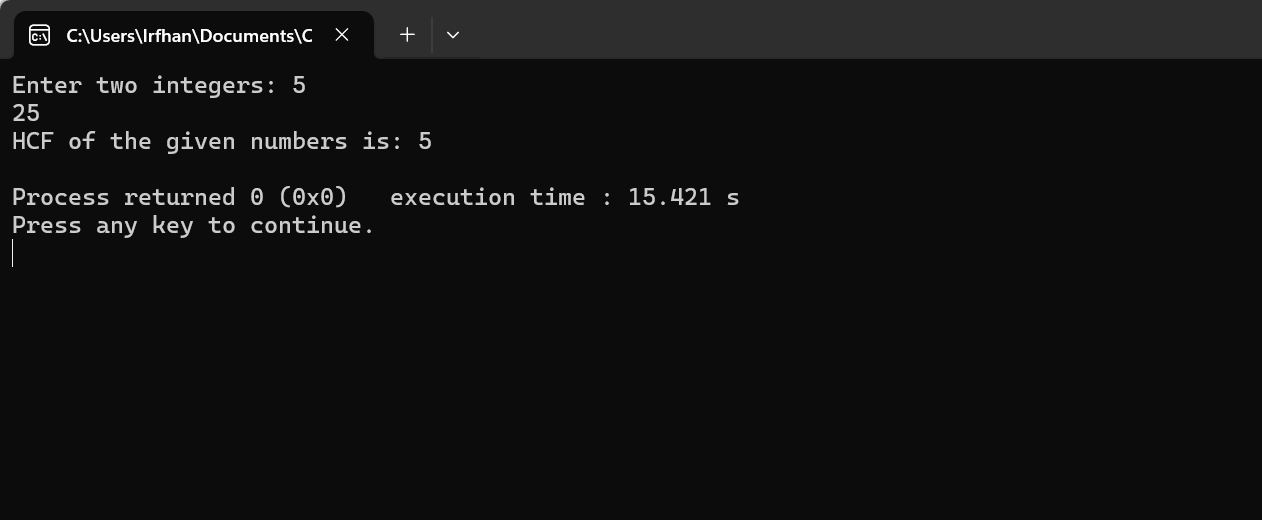 C:\Users\Irfhan\Documents\C
Enter two integers: 5
25
HCF of the given numbers is: 5
Process returned 0 (0x0)   execution time : 15.421 s
Press any key to continue.